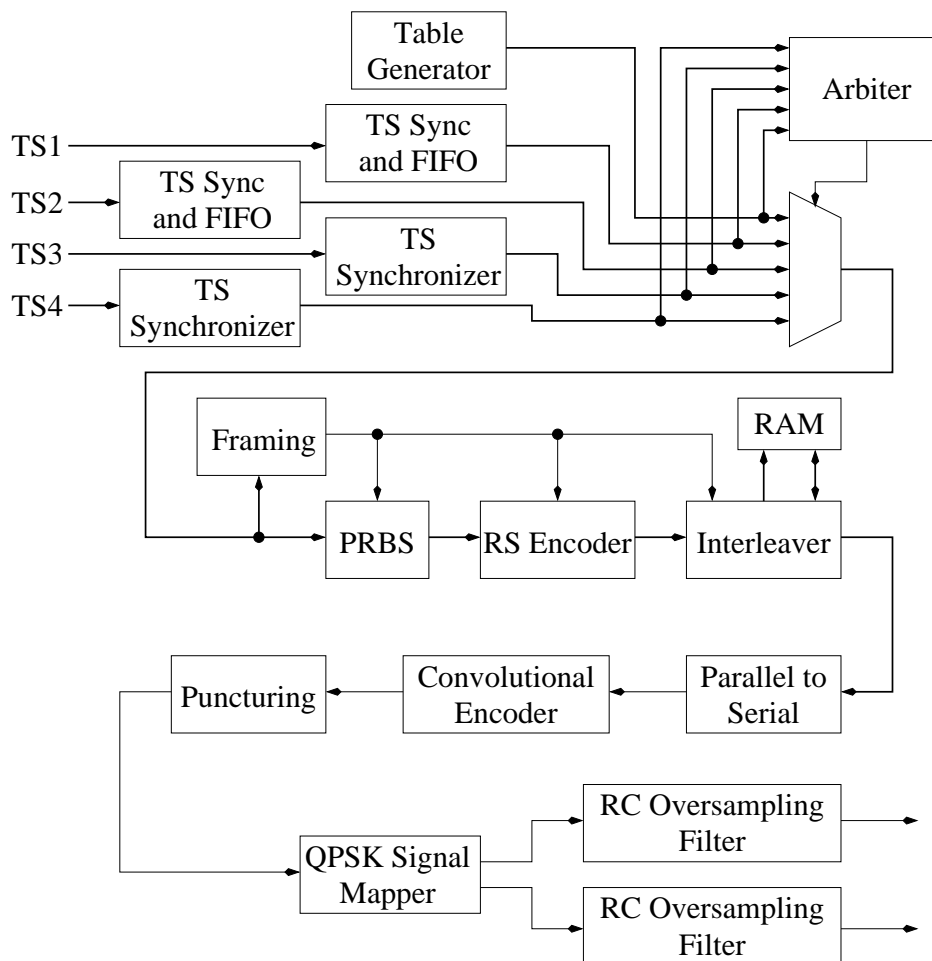 Table
Generator
Arbiter
TS1
TS Sync
and FIFO
TS2
TS Sync
and FIFO
TS3
TS
Synchronizer
TS4
TS
Synchronizer
Framing
RAM
PRBS
RS Encoder
Interleaver
Puncturing
Convolutional
Encoder
Parallel to
Serial
QPSK Signal
Mapper
RC Oversampling
Filter
RC Oversampling
Filter